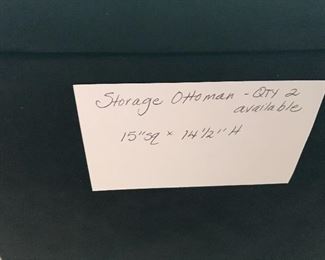 Storage Ottoman - QTY 2
available
15"sq x 14 1/2" H